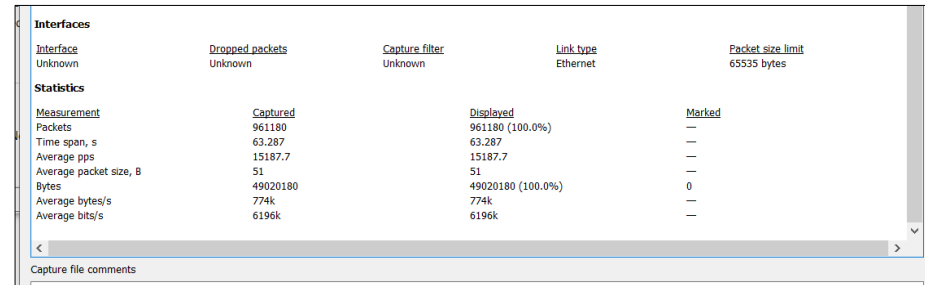 Interfaces
Interface Dropped packets Capture filter Link type Packet size limit
Unknown Unknown Unknown Ethernet 65535 bytes
Statistics
Measurement Captured Displayed Marked
Packets 961180 961180 (100.0%) —
Time span, s 63.287 63.287 —
Average pps 15187.7 15187.7 —
Average packet size, B 51 51 —
Bytes 49020180 49020180 (100.0%) 0
Average bytes/s 774k 774k —
Average bits/s 6196k 6196k —
Capture file comments